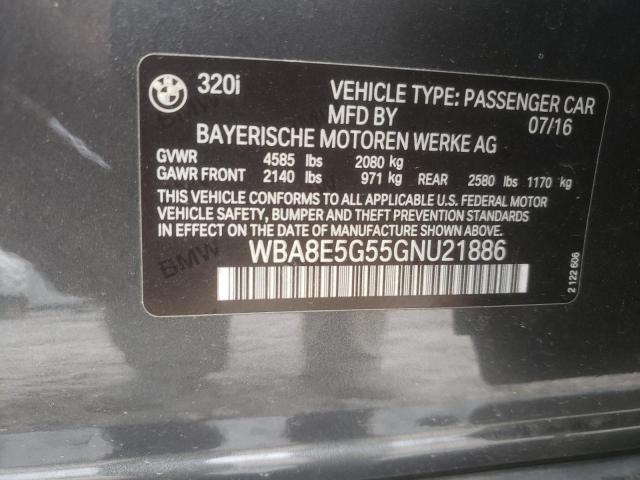 320i VEHICLE TYPE: PASSENGER CAR
MFD BY 07/16
BAYERISCHE MOTOREN WERKE AG
GVWR 4585 lbs 2080 kg
GAWR FRONT 2140 lbs 971 kg REAR 2580 lbs 1170 kg
THIS VEHICLE CONFORMS TO ALL APPLICABLE U.S. FEDERAL MOTOR
VEHICLE SAFETY, BUMPER AND THEFT PREVENTION STANDARDS
IN EFFECT ON THE DATE OF MANUFACTURE SHOWN ABOVE.
WBA8E5G55GNU21886
2 122 606
BMW
BMW